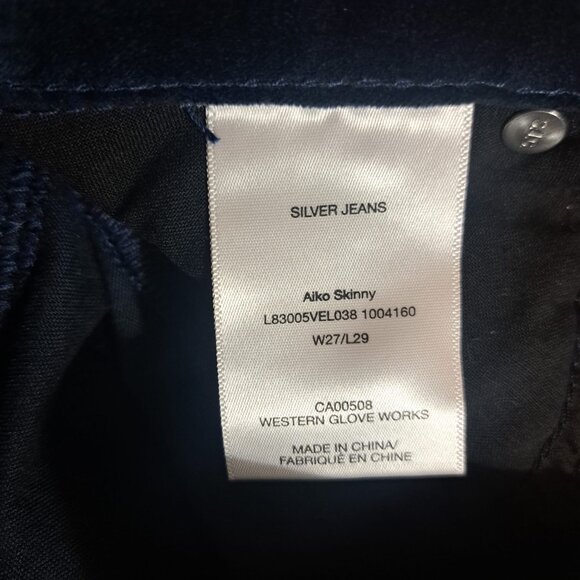 SILVER JEANS
Aiko Skinny
L83005VEL038 1004160
W27/L29
CA00508
WESTERN GLOVE WORKS
MADE IN CHINA/
FABRIQUÉ EN CHINE